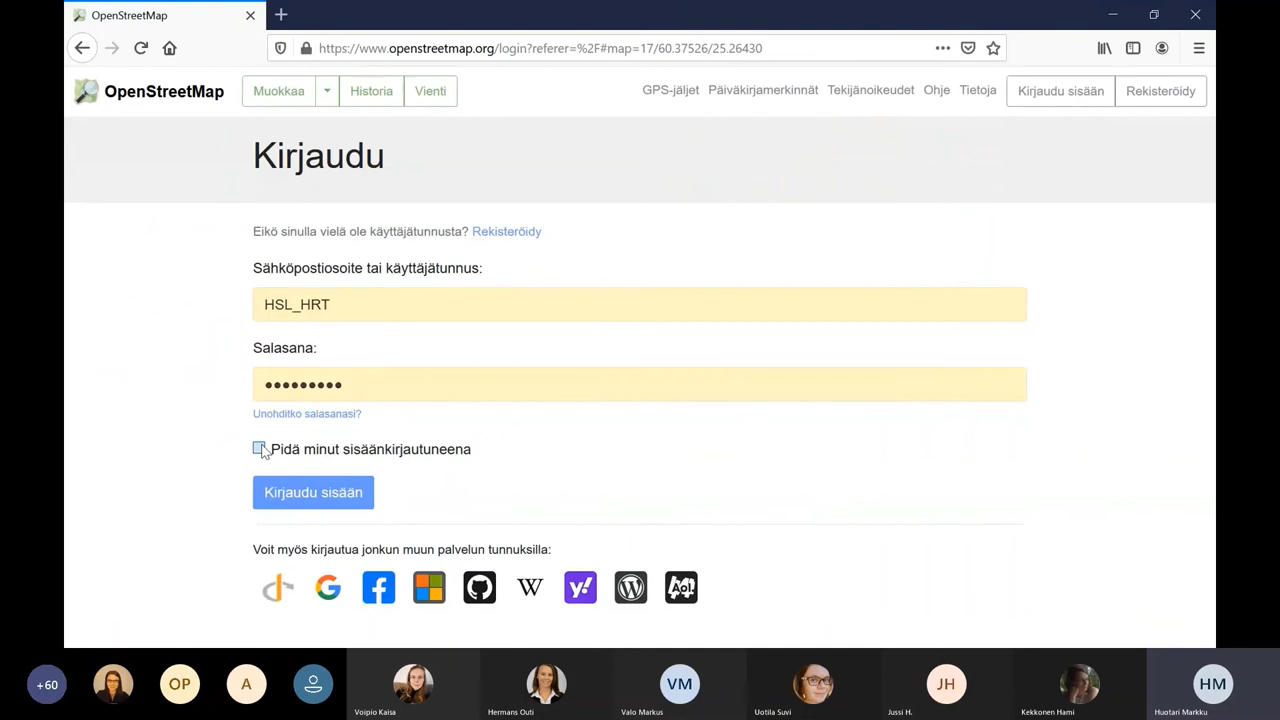 OpenStreetMap
https://www.openstreetmap.org/login?referer=%2F#map=17/60.37526/25.26430
OpenStreetMap Muokkaa Historia Vienti GPS-jäljet Päiväkirjamerkinnät Tekijänoikeudet Ohje Tietoja Kirjaudu sisään Rekisteröidy
Kirjaudu
Eikö sinulla vielä ole käyttäjätunnusta? Rekisteröidy
Sähköpostiosoite tai käyttäjätunnus:
HSL_HRT
Salasana:
Unohditko salasanasi?
Pidä minut sisäänkirjautuneena
Kirjaudu sisään
Voit myös kirjautua jonkun muun palvelun tunnuksilla:
G f W y! W AOL
+60 OP A VM JH HM
Voipio Kaisa Hermans Outi Valo Markus Uotila Suvi Jussi H. Kekkonen Hami Huotari Markku